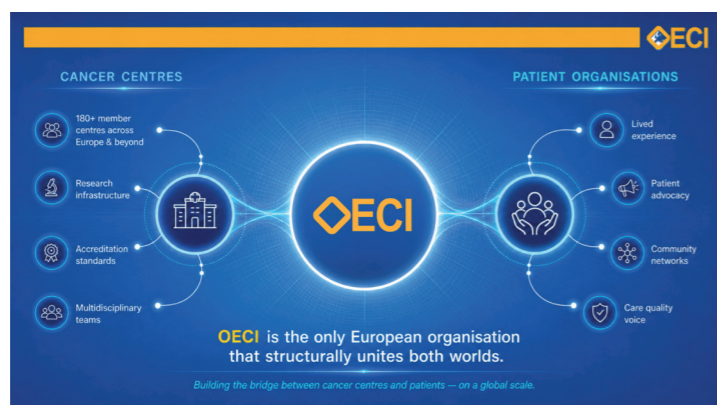 OECI
CANCER CENTRES
PATIENT ORGANISATIONS
180+ member
centres across
Europe & beyond
Research
infrastructure
Accreditation
standards
Multidisciplinary
teams
OECI
Lived
experience
Patient
advocacy
Community
networks
Care quality
voice
OECI is the only European organisation
that structurally unites both worlds.
Building the bridge between cancer centres and patients — on a global scale.